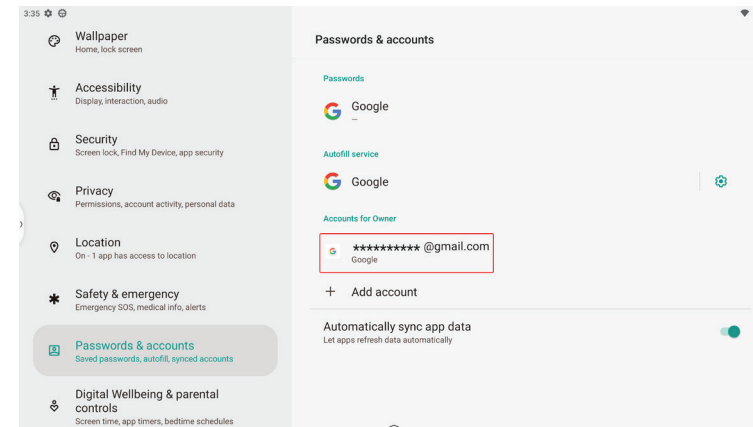 3:35
Wallpaper
Home, lock screen
Accessibility
Display, interaction, audio
Security
Screen lock, Find My Device, app security
Privacy
Permissions, account activity, personal data
Location
On - 1 app has access to location
Safety & emergency
Emergency SOS, medical info, alerts
Passwords & accounts
Saved passwords, autofill, synced accounts
Digital Wellbeing & parental
controls
Screen time, app timers, bedtime schedules
Passwords & accounts
Passwords
Google
–
Autofill service
Google
Accounts for Owner
********** @gmail.com
Google
Add account
Automatically sync app data
Let apps refresh data automatically